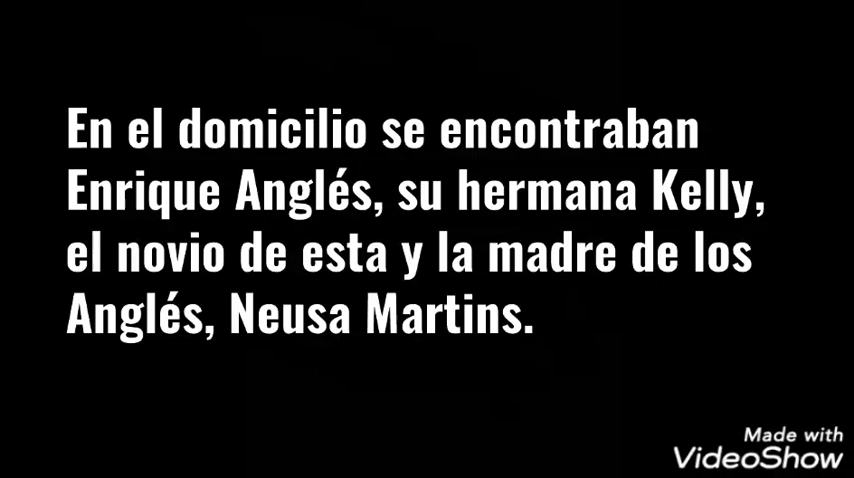 En el domicilio se encontraban
Enrique Anglés, su hermana Kelly,
el novio de esta y la madre de los
Anglés, Neusa Martins.
Made with
VideoShow